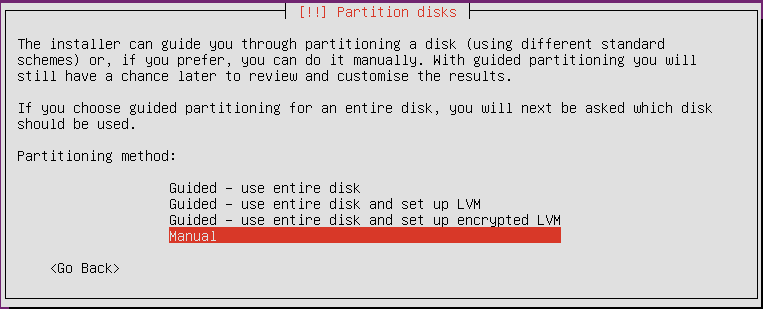 [!!] Partition disks
The installer can guide you through partitioning a disk (using different standard
schemes) or, if you prefer, you can do it manually. With guided partitioning you will
still have a chance later to review and customise the results.
If you choose guided partitioning for an entire disk, you will next be asked which disk
should be used.
Partitioning method:
Guided - use entire disk
Guided - use entire disk and set up LVM
Guided - use entire disk and set up encrypted LVM
Manual
<Go Back>